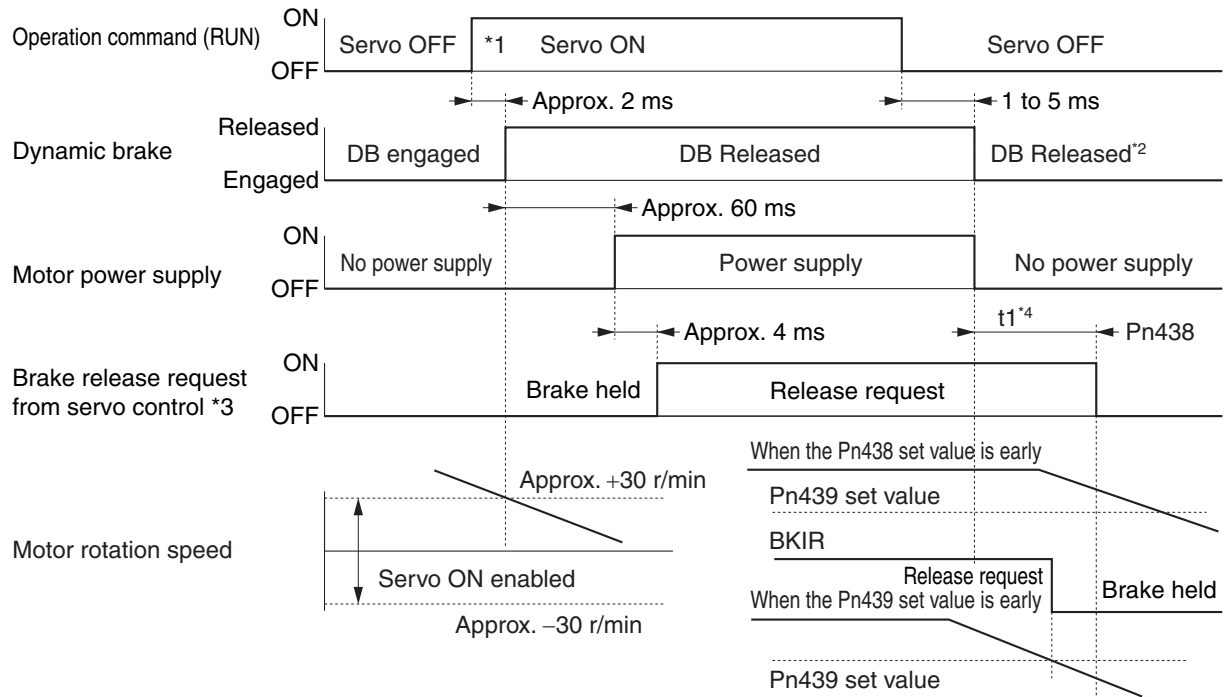 Operation command (RUN)
ON
OFF
Servo OFF
*1 Servo ON
Servo OFF
Approx. 2 ms
1 to 5 ms
Dynamic brake
Released
Engaged
DB engaged
DB Released
DB Released*2
Approx. 60 ms
Motor power supply
ON
OFF
No power supply
Power supply
No power supply
Approx. 4 ms
t1*4
Pn438
Brake release request
from servo control *3
ON
OFF
Brake held
Release request
Motor rotation speed
Approx. +30 r/min
Servo ON enabled
Approx. −30 r/min
When the Pn438 set value is early
Pn439 set value
BKIR
Release request
Brake held
When the Pn439 set value is early
Pn439 set value